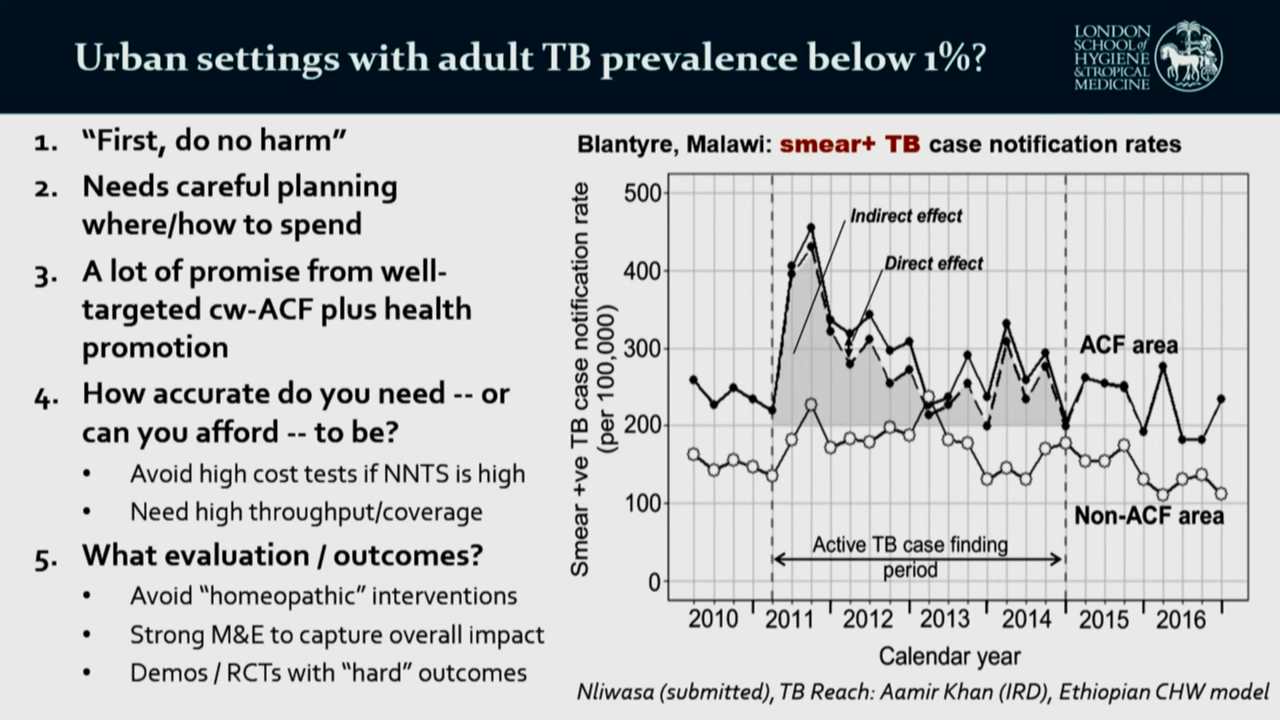 Urban settings with adult TB prevalence below 1%?
LONDON
SCHOOL of
HYGIENE
& TROPICAL
MEDICINE
1. “First, do no harm”
2. Needs careful planning
where/how to spend
3. A lot of promise from well-
targeted cw-ACF plus health
promotion
4. How accurate do you need -- or
can you afford -- to be?
• Avoid high cost tests if NNTS is high
• Need high throughput/coverage
5. What evaluation / outcomes?
• Avoid “homeopathic” interventions
• Strong M&E to capture overall impact
• Demos / RCTs with “hard” outcomes
Blantyre, Malawi: smear+ TB case notification rates
Smear +ve TB case notification rate
(per 100,000)
500
400
300
200
100
0
Indirect effect
Direct effect
ACF area
Non-ACF area
Active TB case finding
period
2010 2011 2012 2013 2014 2015 2016
Calendar year
Nliwasa (submitted), TB Reach: Aamir Khan (IRD), Ethiopian CHW model